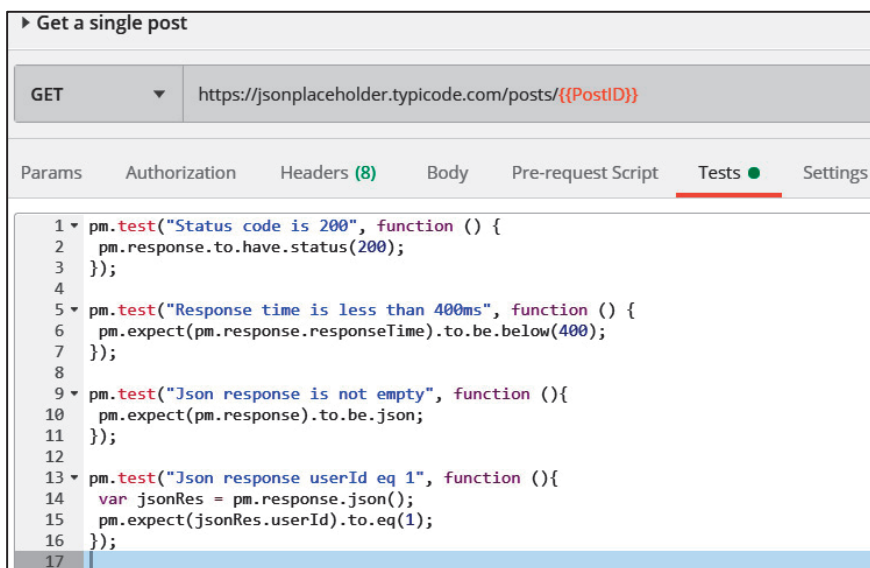 Get a single post
GET https://jsonplaceholder.typicode.com/posts/{{PostID}}
Params Authorization Headers (8) Body Pre-request Script Tests Settings
1 pm.test("Status code is 200", function () {
2 pm.response.to.have.status(200);
3 });
4
5 pm.test("Response time is less than 400ms", function () {
6 pm.expect(pm.response.responseTime).to.be.below(400);
7 });
8
9 pm.test("Json response is not empty", function (){
10 pm.expect(pm.response).to.be.json;
11 });
12
13 pm.test("Json response userId eq 1", function (){
14 var jsonRes = pm.response.json();
15 pm.expect(jsonRes.userId).to.eq(1);
16 });
17